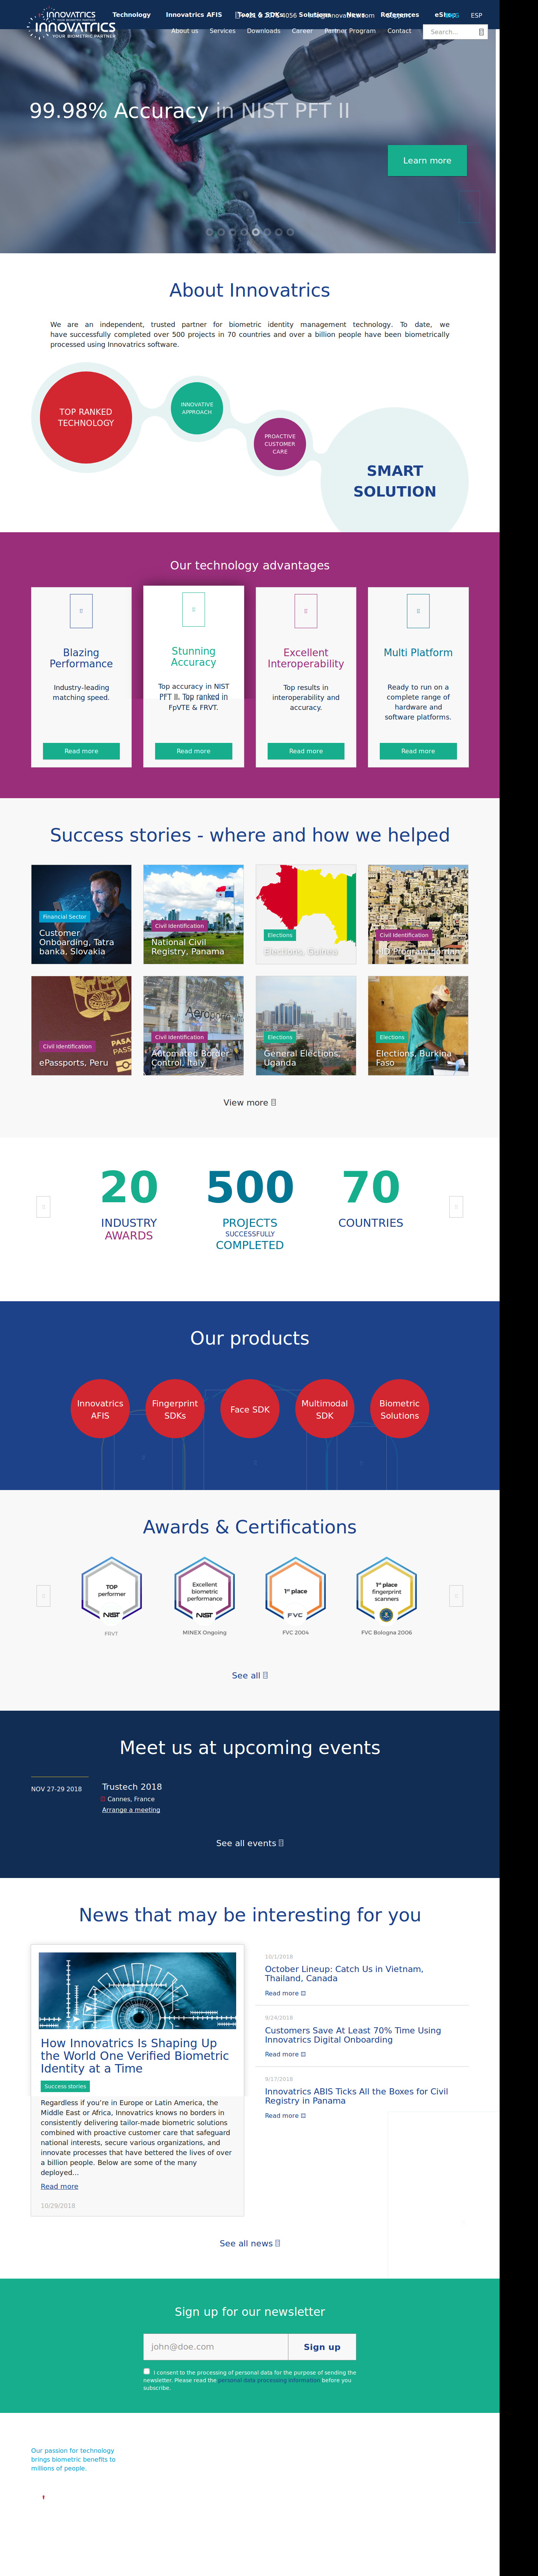 INNOVATRICS
YOUR BIOMETRIC PARTNER
Technology
Innovatrics AFIS
Tools & SDKs
Solutions
News
References
eShop
Support
ESP
About us
Services
Downloads
Career
Partner Program
Contact
Search...
99.98% Accuracy in NIST PFT II
Learn more
About Innovatrics
We are an independent, trusted partner for biometric identity management technology. To date, we
have successfully completed over 500 projects in 70 countries and over a billion people have been biometrically
processed using Innovatrics software.
TOP RANKED
TECHNOLOGY
INNOVATIVE
APPROACH
PROACTIVE
CUSTOMER
CARE
SMART
SOLUTION
Our technology advantages
Blazing
Performance
Industry-leading
matching speed.
Read more
Stunning
Accuracy
Top accuracy in NIST
PFT II. Top ranked in
FpVTE & FRVT.
Read more
Excellent
Interoperability
Top results in
interoperability and
accuracy.
Read more
Multi Platform
Ready to run on a
complete range of
hardware and
software platforms.
Read more
Success stories - where and how we helped
Financial Sector
Customer
Onboarding, Tatra
banka, Slovakia
Civil Identification
National Civil
Registry, Panama
Elections
Elections, Guinea
Civil Identification
Civil Identification
ePassports, Peru
Civil Identification
Automated Border
Control, Italy
Elections
General Elections,
Uganda
Elections
Elections, Burkina
Faso
View more
20
INDUSTRY
AWARDS
500
PROJECTS
SUCCESSFULLY
COMPLETED
70
COUNTRIES
Our products
Innovatrics
AFIS
Fingerprint
SDKs
Face SDK
Multimodal
SDK
Biometric
Solutions
Awards & Certifications
TOP
performer
NIST
FRVT
Excellent
biometric
performance
NIST
MINEX Ongoing
1st place
FVC
FVC 2004
1st place
fingerprint
scanners
FVC Bologna 2006
See all
Meet us at upcoming events
NOV 27-29 2018
Trustech 2018
Cannes, France
Arrange a meeting
See all events
News that may be interesting for you
How Innovatrics Is Shaping Up
the World One Verified Biometric
Identity at a Time
Success stories
Regardless if you're in Europe or Latin America, the
Middle East or Africa, Innovatrics knows no borders in
consistently delivering tailor-made biometric solutions
combined with proactive customer care that safeguard
national interests, secure various organizations, and
innovate processes that have bettered the lives of over
a billion people. Below are some of the many
deployed...
Read more
10/29/2018
10/1/2018
October Lineup: Catch Us in Vietnam,
Thailand, Canada
Read more
9/24/2018
Customers Save At Least 70% Time Using
Innovatrics Digital Onboarding
Read more
9/17/2018
Innovatrics ABIS Ticks All the Boxes for Civil
Registry in Panama
Read more
See all news
Sign up for our newsletter
john@doe.com
Sign up
I consent to the processing of personal data for the purpose of sending the
newsletter. Please read the personal data processing information before you
subscribe.
Our passion for technology
brings biometric benefits to
millions of people.